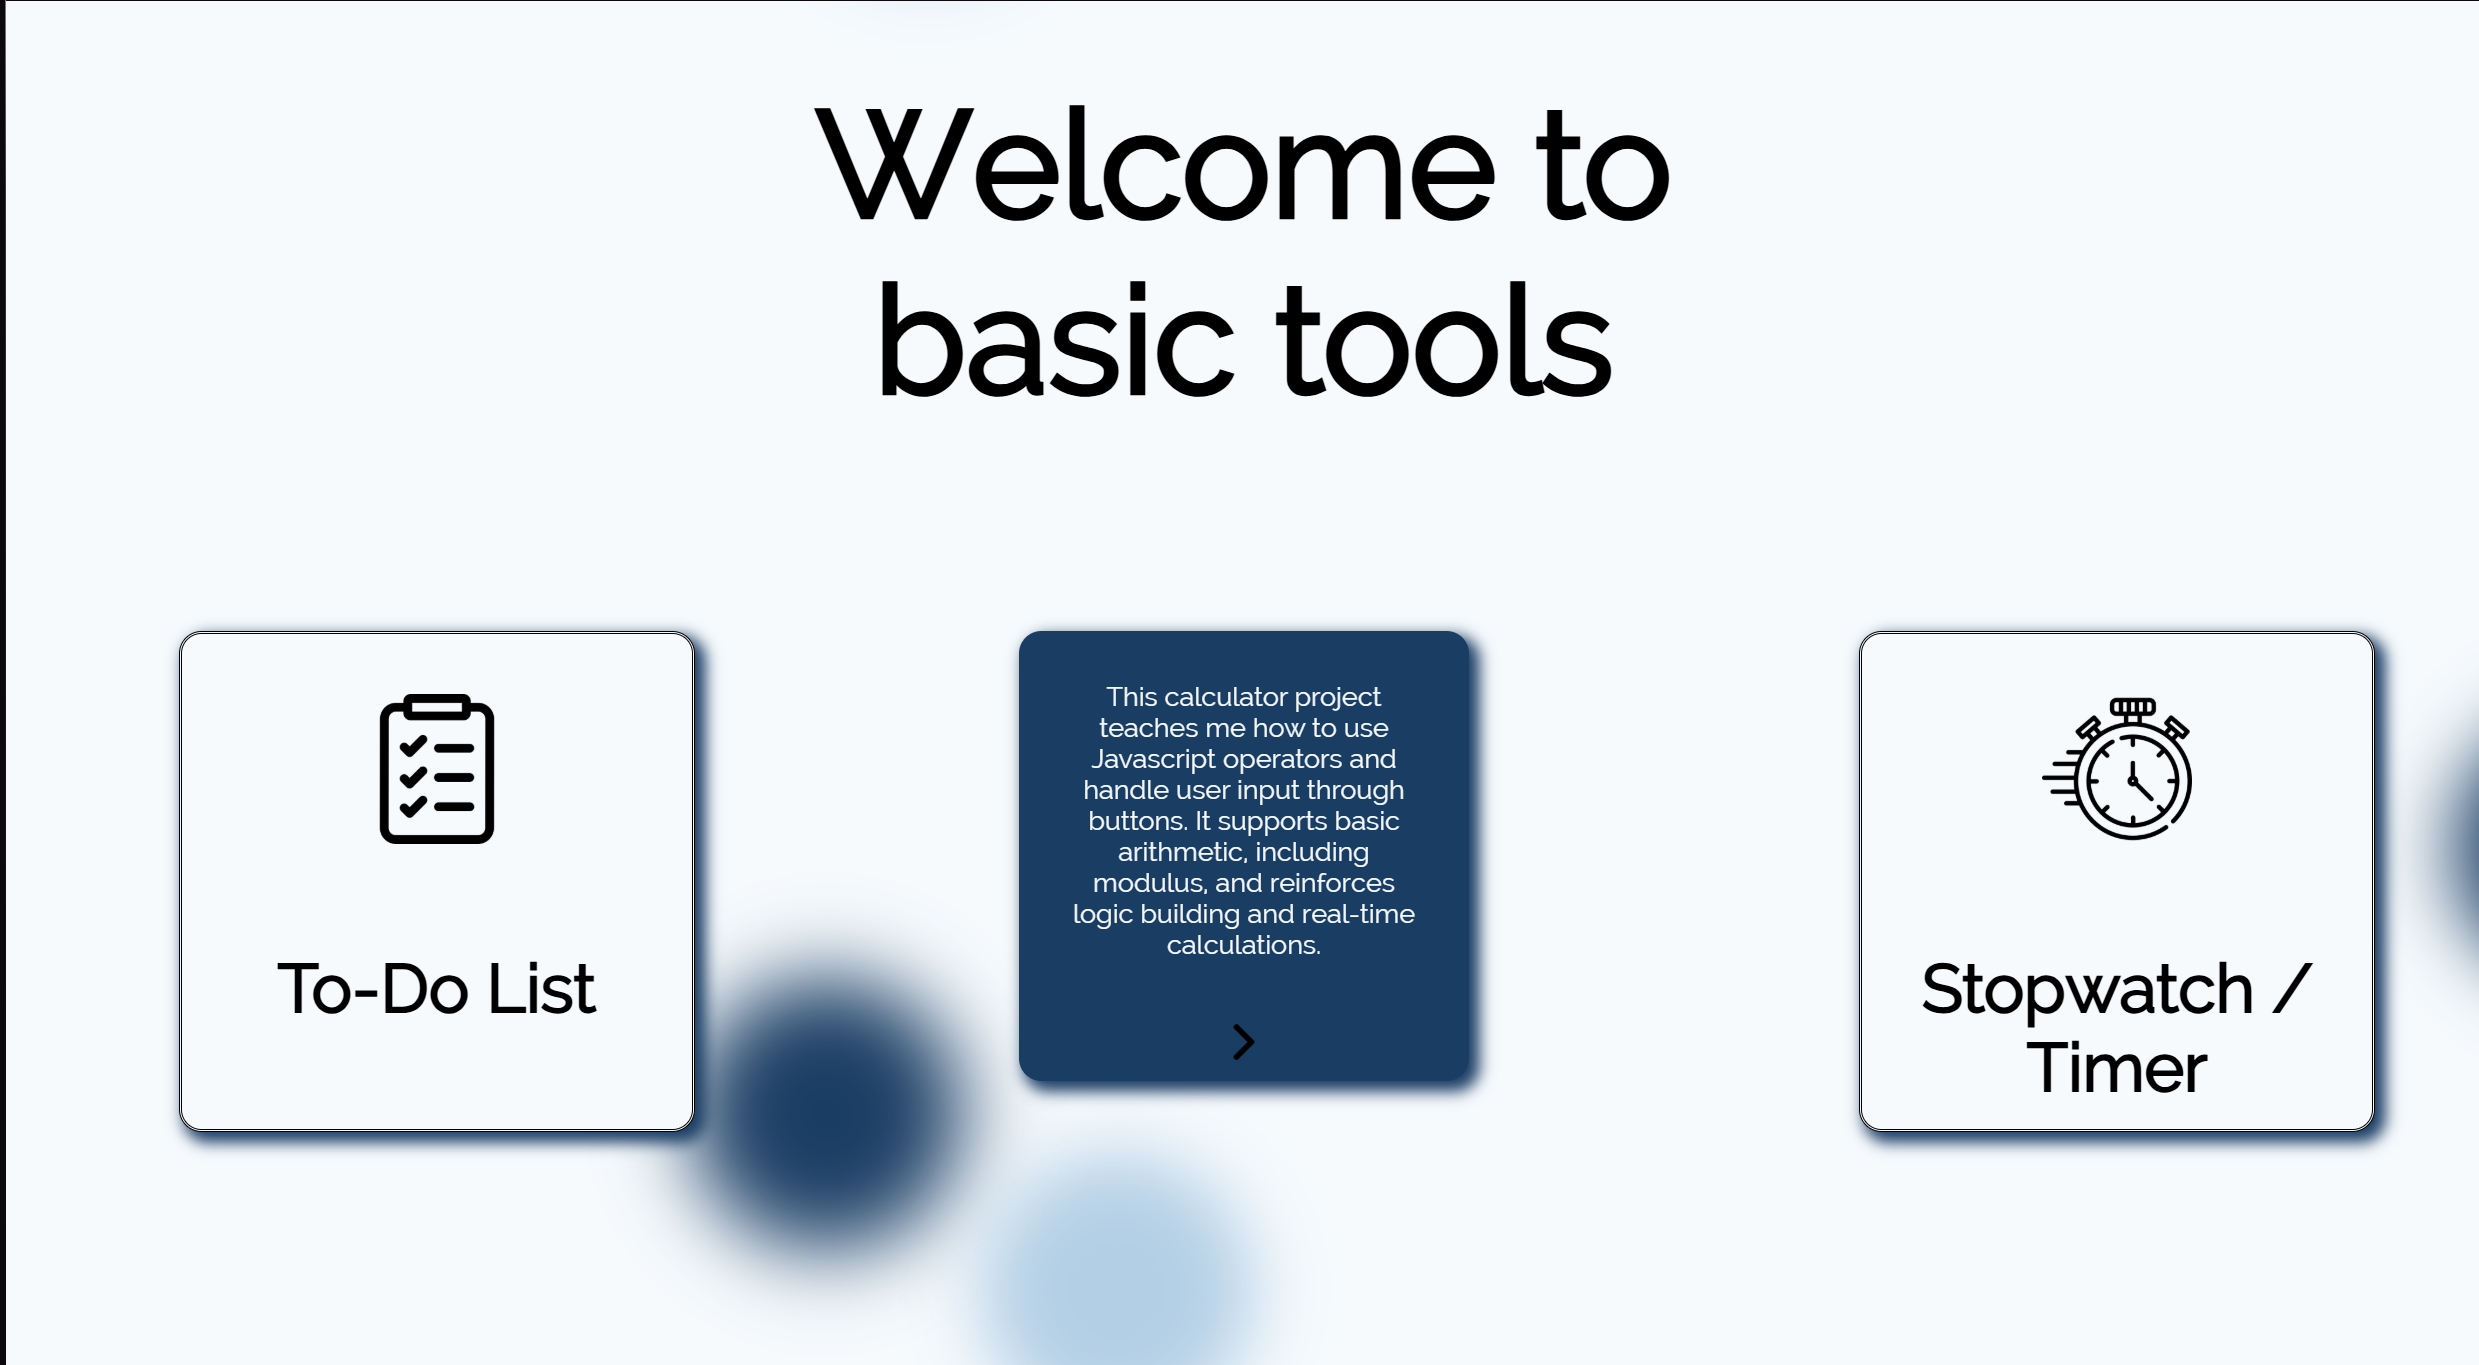 Welcome to
basic tools
To-Do List
This calculator project
teaches me how to use
Javascript operators and
handle user input through
buttons. It supports basic
arithmetic, including
modulus, and reinforces
logic building and real-time
calculations.
Stopwatch /
Timer